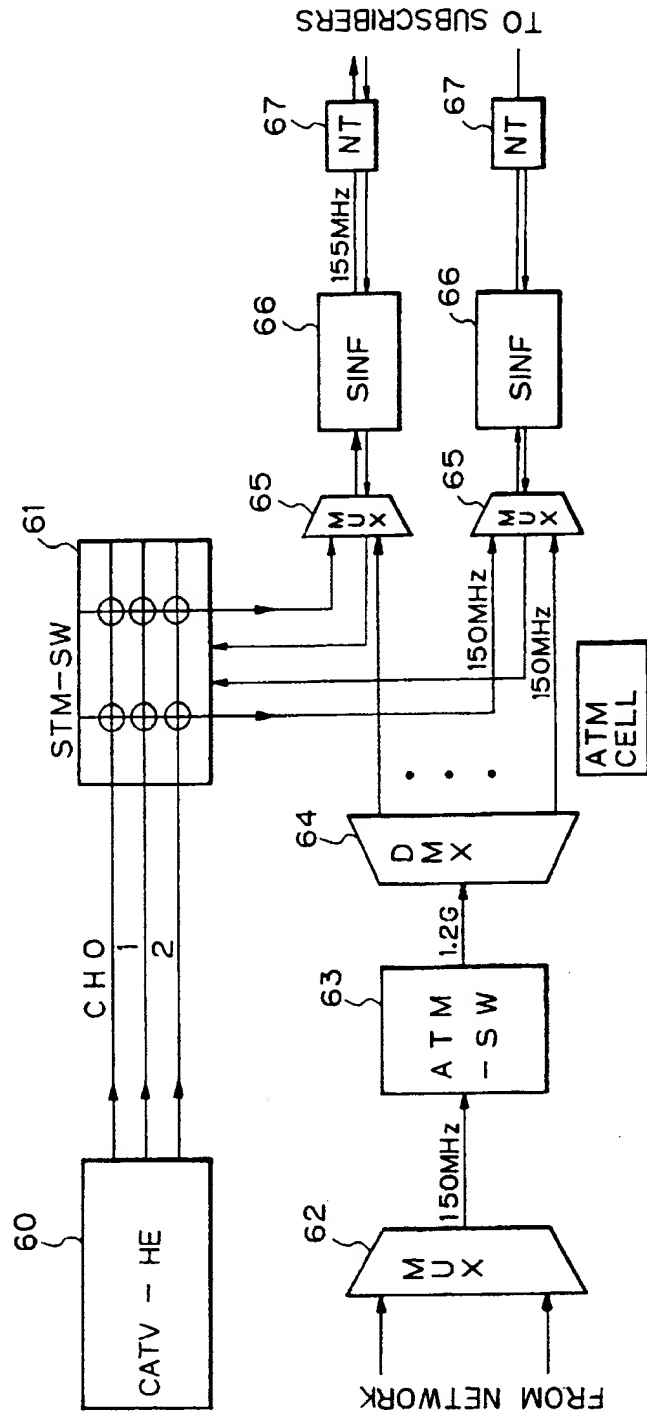 60
CATV - HE
CH0
1
2
61
STM-SW
62
MUX
FROM NETWORK
150MHz
63
ATM
-SW
1.2G
64
DMX
ATM
CELL
150MHz
150MHz
65
MUX
65
MUX
66
SINF
66
SINF
155MHz
67
NT
67
NT
TO SUBSCRIBERS